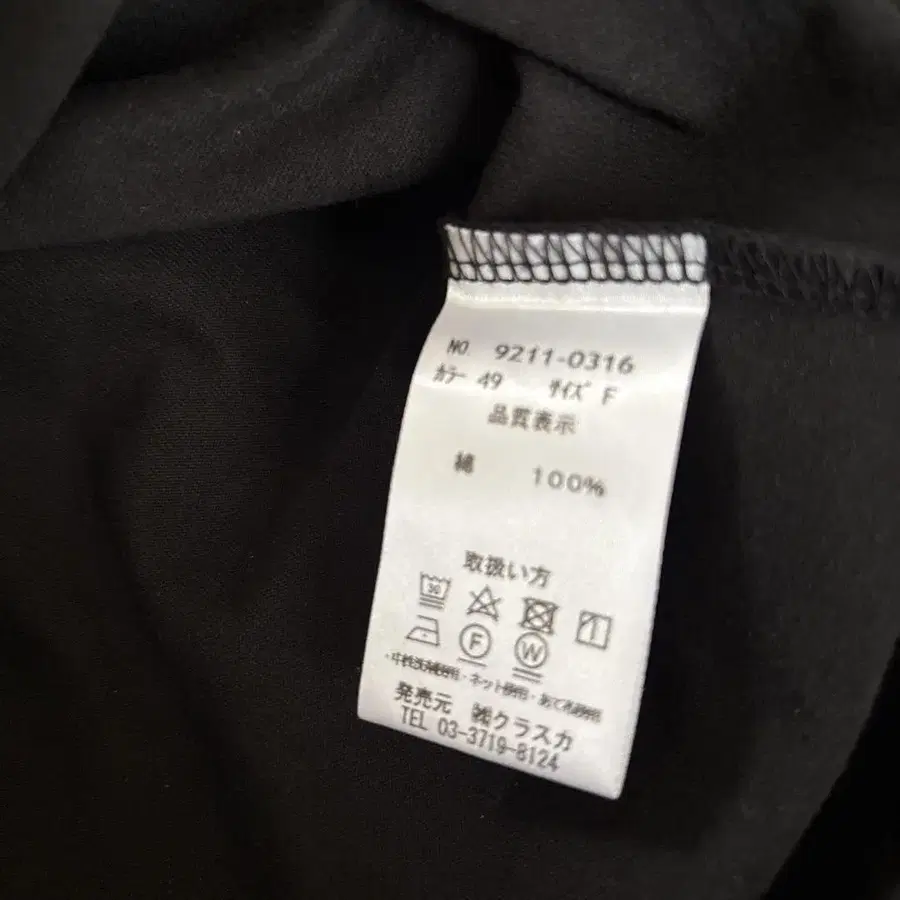 NO. 9211-0316
ｶﾗｰ 49 ｻｲｽﾞ F
品質表示
綿 100%
取扱い方
30
F W
・中性洗剤使用・ネット使用・あて布使用
発売元 ㈱クラスカ
TEL 03-3719-8124